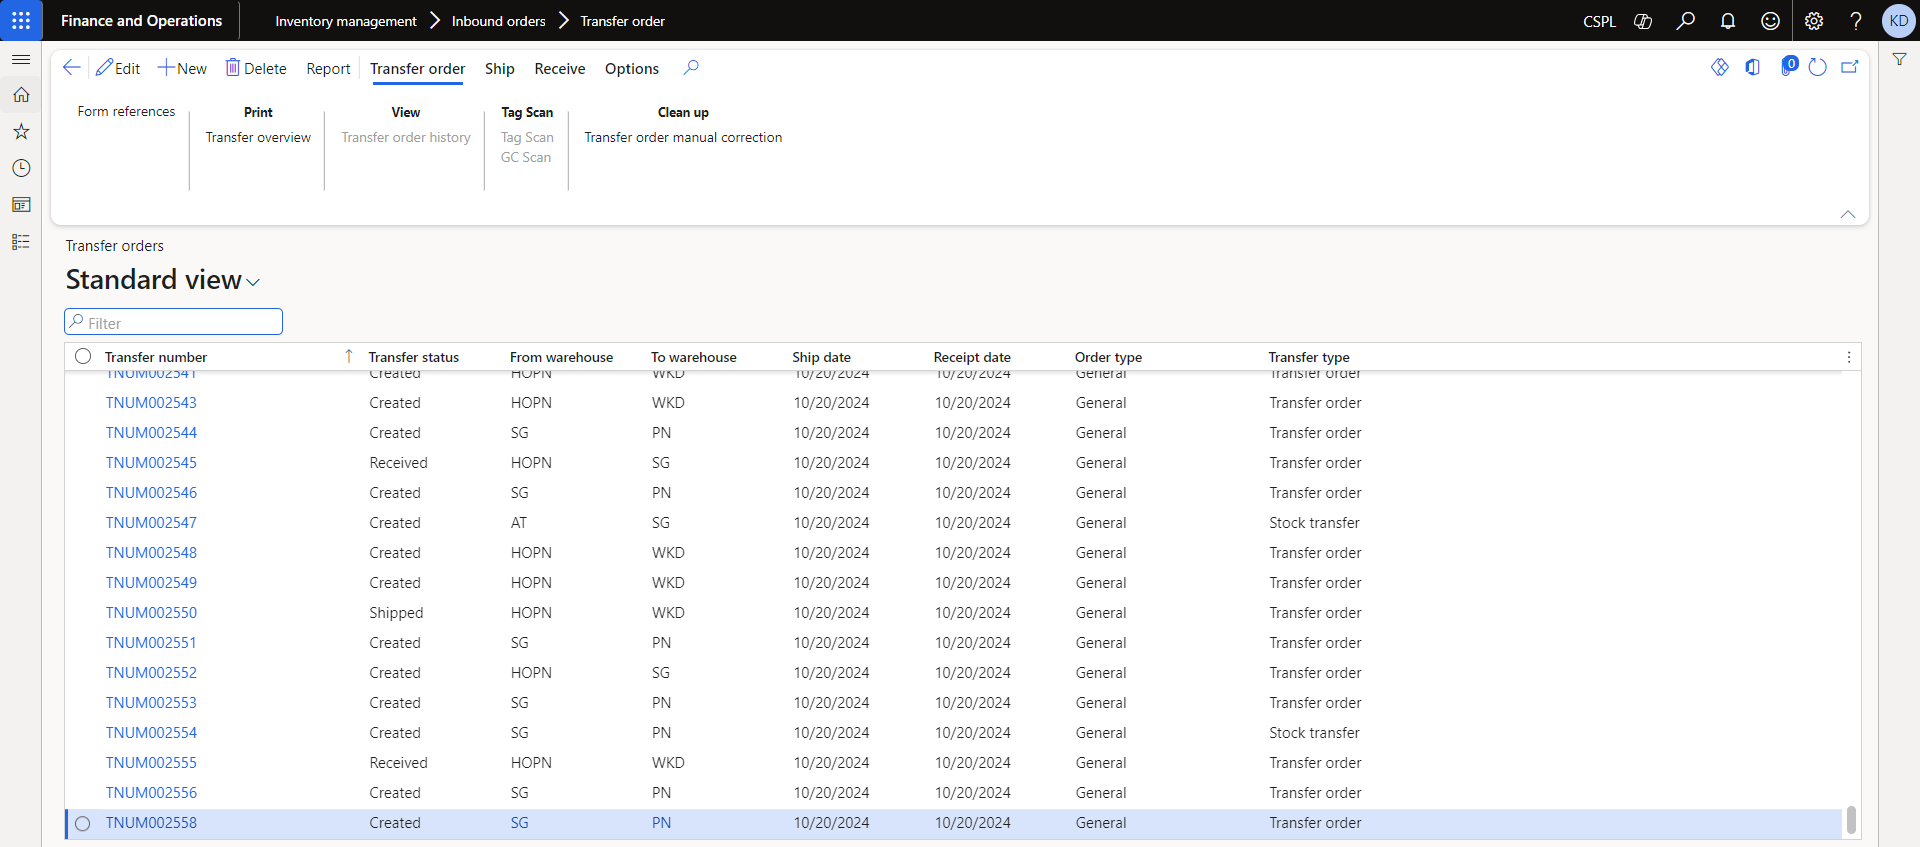 Finance and Operations Inventory management Inbound orders Transfer order CSPL ? KD
Edit New Delete Report Transfer order Ship Receive Options 0
Form references Print View Tag Scan Clean up
Transfer overview Transfer order history Tag Scan Transfer order manual correction
GC Scan
Transfer orders
Standard view
Filter
Transfer number Transfer status From warehouse To warehouse Ship date Receipt date Order type Transfer type
TNUM002541 Created HOPN WKD 10/20/2024 10/20/2024 General Transfer order
TNUM002543 Created HOPN WKD 10/20/2024 10/20/2024 General Transfer order
TNUM002544 Created SG PN 10/20/2024 10/20/2024 General Transfer order
TNUM002545 Received HOPN SG 10/20/2024 10/20/2024 General Transfer order
TNUM002546 Created SG PN 10/20/2024 10/20/2024 General Transfer order
TNUM002547 Created AT SG 10/20/2024 10/20/2024 General Stock transfer
TNUM002548 Created HOPN WKD 10/20/2024 10/20/2024 General Transfer order
TNUM002549 Created HOPN WKD 10/20/2024 10/20/2024 General Transfer order
TNUM002550 Shipped HOPN WKD 10/20/2024 10/20/2024 General Transfer order
TNUM002551 Created SG PN 10/20/2024 10/20/2024 General Transfer order
TNUM002552 Created HOPN SG 10/20/2024 10/20/2024 General Transfer order
TNUM002553 Created SG PN 10/20/2024 10/20/2024 General Transfer order
TNUM002554 Created SG PN 10/20/2024 10/20/2024 General Stock transfer
TNUM002555 Received HOPN WKD 10/20/2024 10/20/2024 General Transfer order
TNUM002556 Created SG PN 10/20/2024 10/20/2024 General Transfer order
TNUM002558 Created SG PN 10/20/2024 10/20/2024 General Transfer order